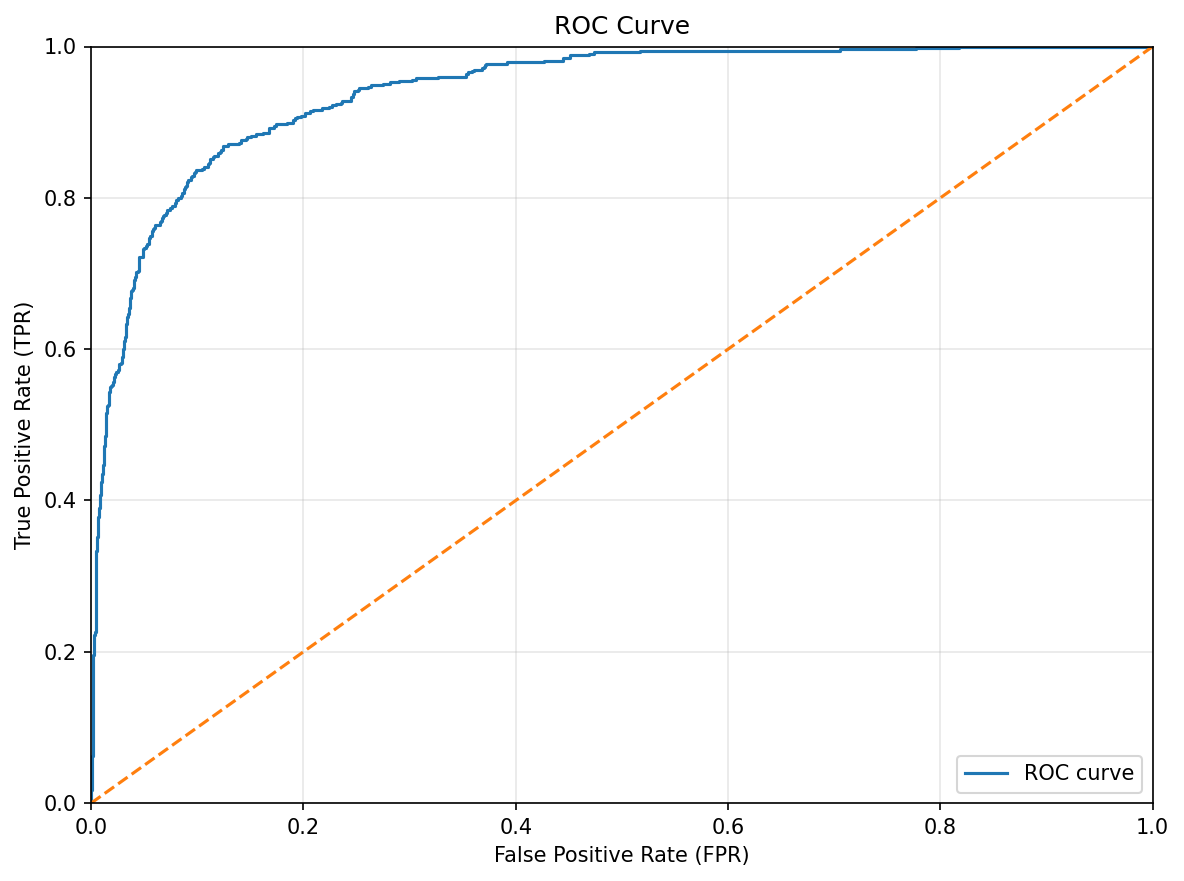 ROC Curve
1.0
0.8
0.6
0.4
0.2
0.0
True Positive Rate (TPR)
ROC curve
0.0 0.2 0.4 0.6 0.8 1.0
False Positive Rate (FPR)